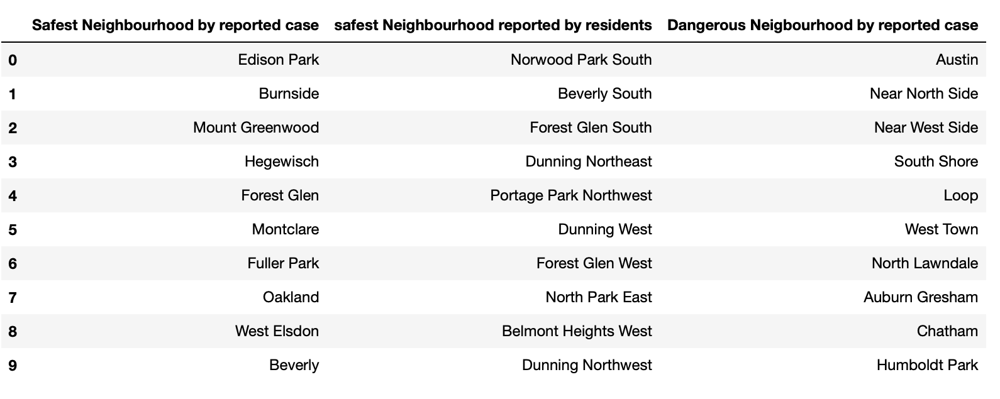 Safest Neighbourhood by reported case safest Neighbourhood reported by residents Dangerous Neigbourhood by reported case
0 Edison Park Norwood Park South Austin
1 Burnside Beverly South Near North Side
2 Mount Greenwood Forest Glen South Near West Side
3 Hegewisch Dunning Northeast South Shore
4 Forest Glen Portage Park Northwest Loop
5 Montclare Dunning West West Town
6 Fuller Park Forest Glen West North Lawndale
7 Oakland North Park East Auburn Gresham
8 West Elsdon Belmont Heights West Chatham
9 Beverly Dunning Northwest Humboldt Park